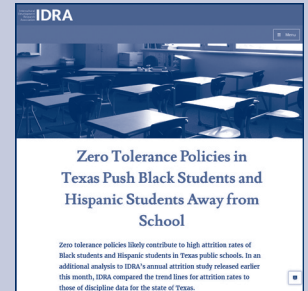 IDRA
Menu
Zero Tolerance Policies in
Texas Push Black Students and
Hispanic Students Away from
School
Zero tolerance policies likely contribute to high attrition rates of
Black students and Hispanic students in Texas public schools. In an
additional analysis to IDRA's annual attrition study released earlier
this month, IDRA compared the trend lines for attrition rates to
those of discipline data for the state of Texas.